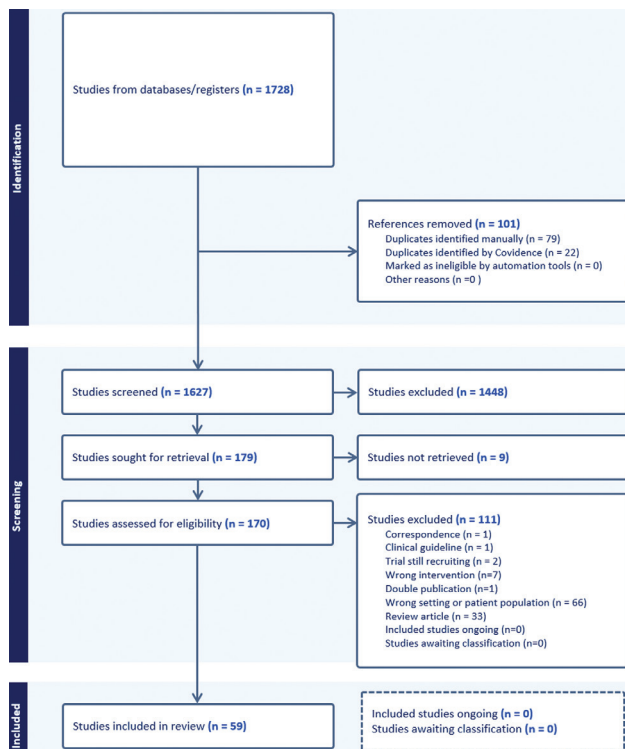 Identification
Studies from databases/registers (n = 1728)
References removed (n = 101)
Duplicates identified manually (n = 79)
Duplicates identified by Covidence (n = 22)
Marked as ineligible by automation tools (n = 0)
Other reasons (n =0 )
Screening
Studies screened (n = 1627)
Studies excluded (n = 1448)
Studies sought for retrieval (n = 179)
Studies not retrieved (n = 9)
Studies assessed for eligibility (n = 170)
Studies excluded (n = 111)
Correspondence (n = 1)
Clinical guideline (n = 1)
Trial still recruiting (n = 2)
Wrong intervention (n=7)
Double publication (n=1)
Wrong setting or patient population (n = 66)
Review article (n = 33)
Included studies ongoing (n=0)
Studies awaiting classification (n=0)
Included
Studies included in review (n = 59)
Included studies ongoing (n = 0)
Studies awaiting classification (n = 0)